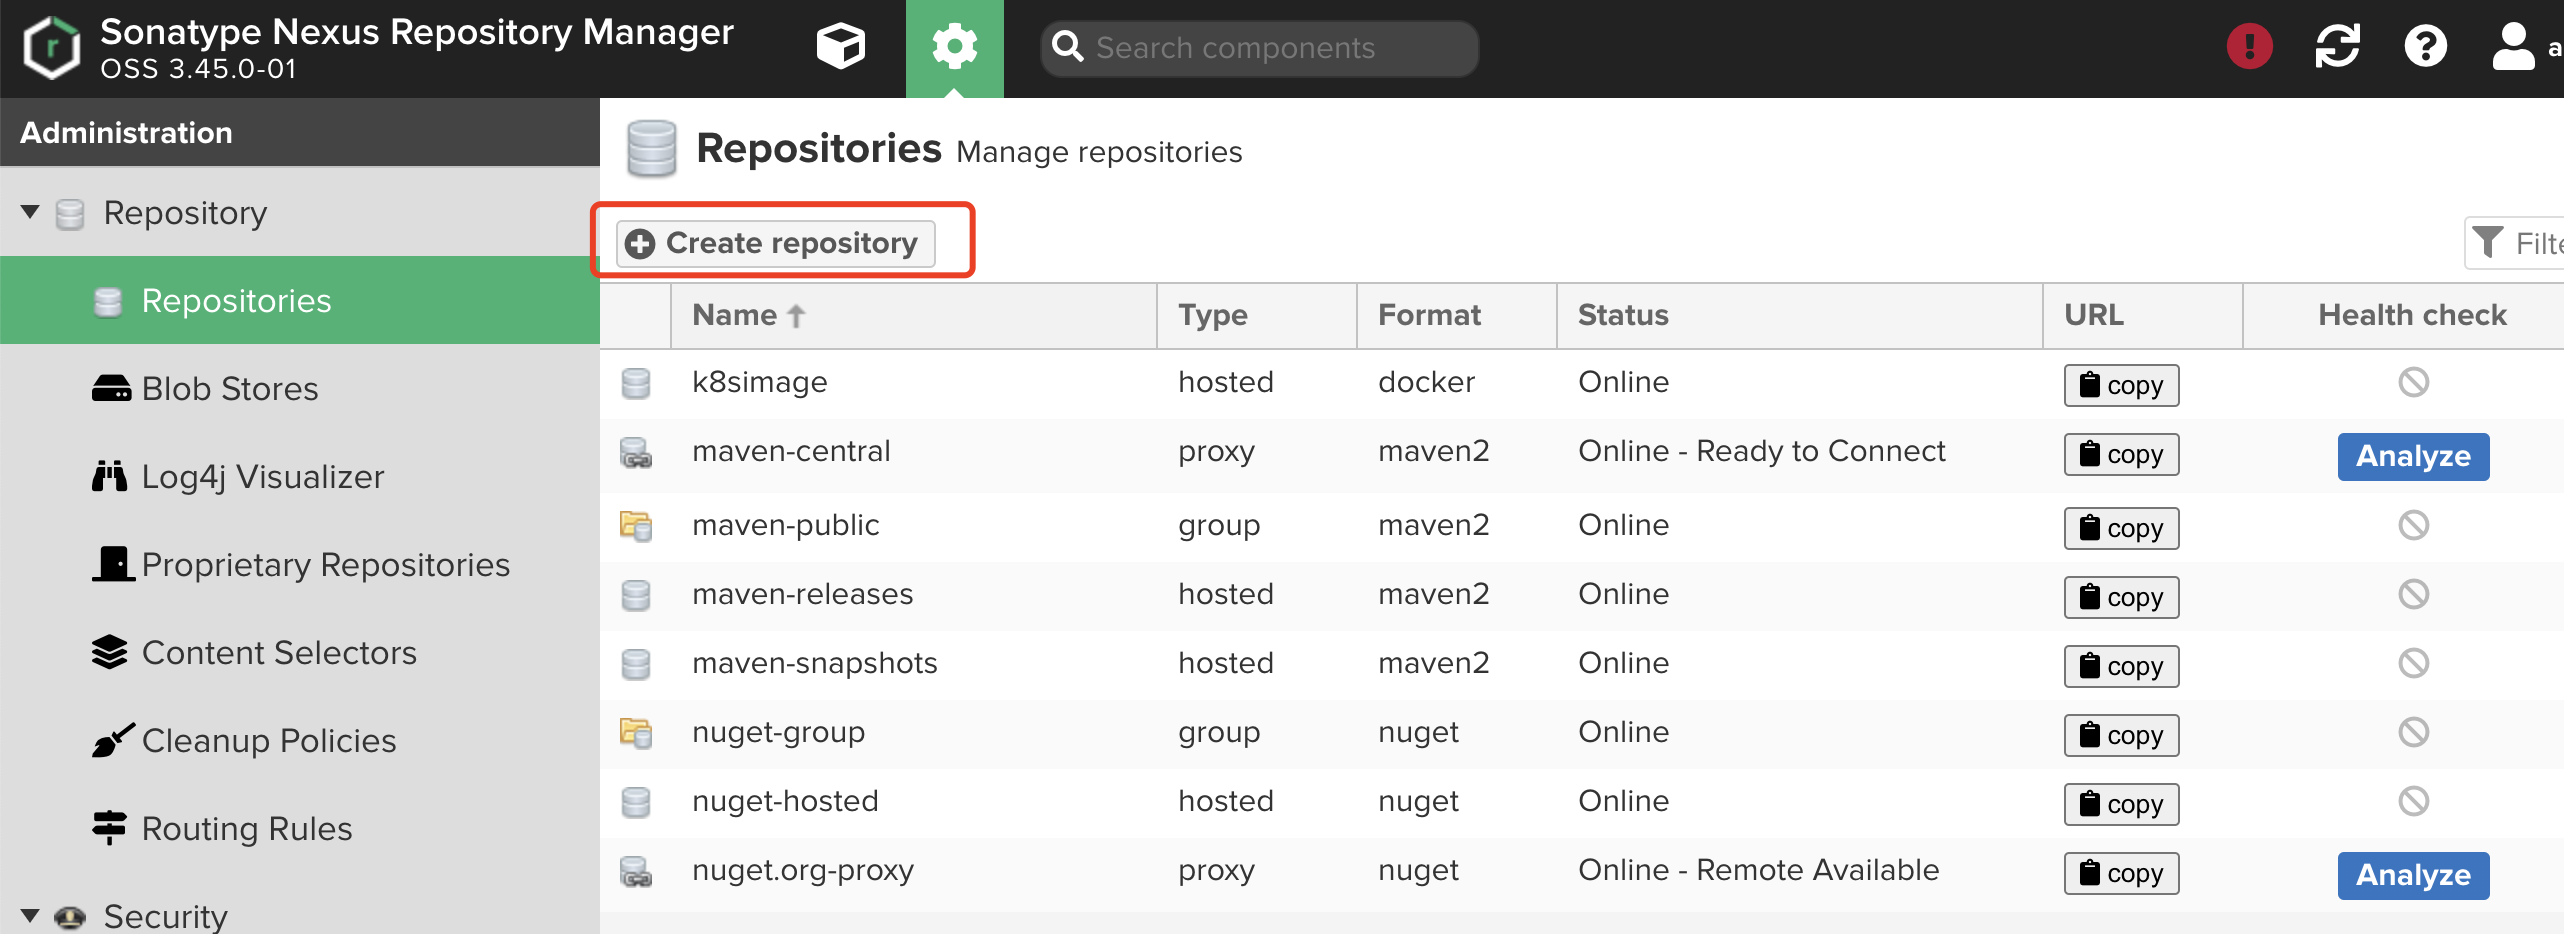 Sonatype Nexus Repository Manager
OSS 3.45.0-01
Search components
Administration
Repository
Repositories
Blob Stores
Log4j Visualizer
Proprietary Repositories
Content Selectors
Cleanup Policies
Routing Rules
Security
Repositories Manage repositories
Create repository
Name Type Format Status URL Health check
k8simage hosted docker Online copy
maven-central proxy maven2 Online - Ready to Connect copy Analyze
maven-public group maven2 Online copy
maven-releases hosted maven2 Online copy
maven-snapshots hosted maven2 Online copy
nuget-group group nuget Online copy
nuget-hosted hosted nuget Online copy
nuget.org-proxy proxy nuget Online - Remote Available copy Analyze